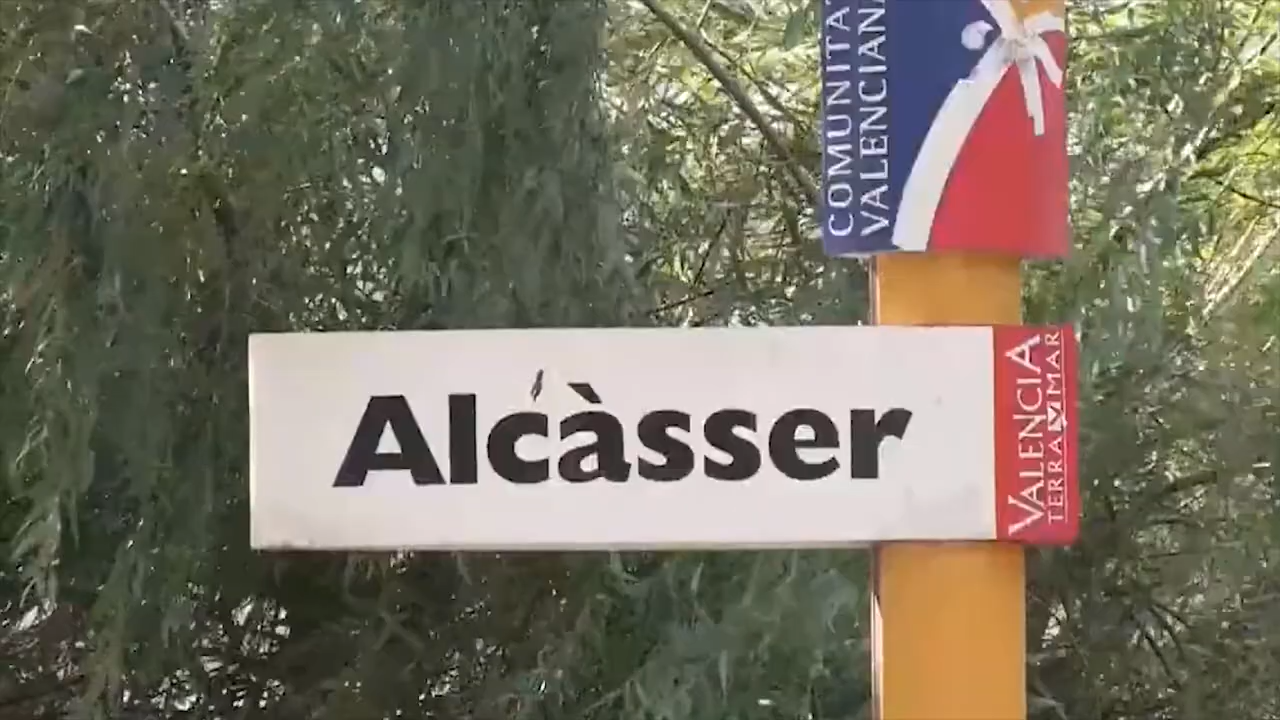 COMUNITAT
VALENCIANA
Alcàsser
VALENCIA
TERRA MAR